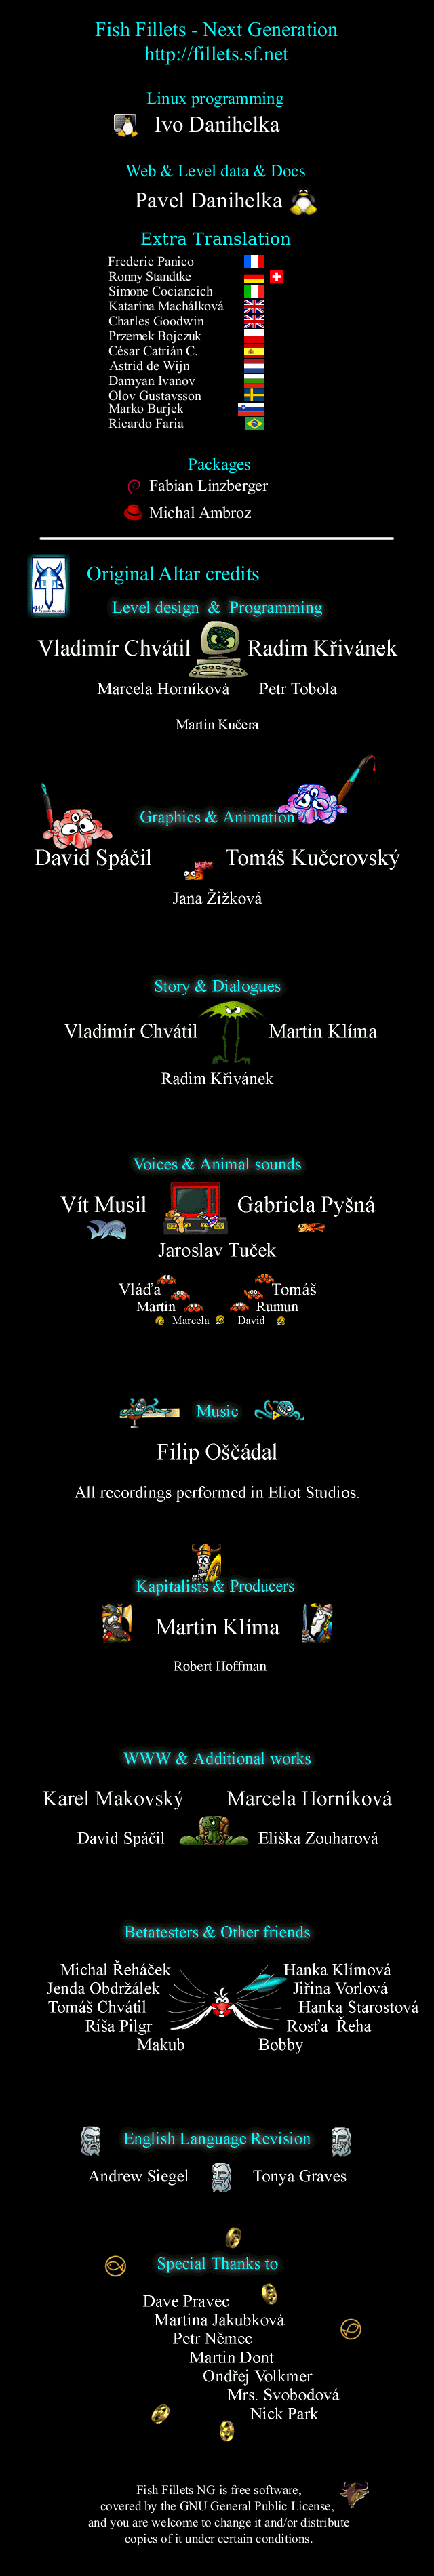 Fish Fillets - Next Generation
http://fillets.sf.net
Linux programming
Ivo Danihelka
Web & Level data & Docs
Pavel Danihelka
Extra Translation
Frederic Panico
Ronny Standtke
Simone Cociancich
Katarína Machálková
Charles Goodwin
Przemek Bojczuk
César Catrián C.
Astrid de Wijn
Damyan Ivanov
Olov Gustavsson
Marko Burjek
Ricardo Faria
Packages
Fabian Linzberger
Michal Ambroz
Original Altar credits
Level design & Programming
Vladimír Chvátil Radim Křivánek
Marcela Horníková Petr Tobola
Martin Kučera
Graphics & Animation
David Spáčil Tomáš Kučerovský
Jana Žižková
Story & Dialogues
Vladimír Chvátil Martin Klíma
Radim Křivánek
Voices & Animal sounds
Vít Musil Gabriela Pyšná
Jaroslav Tuček
Vláďa Tomáš
Martin Rumun
Marcela David
Music
Filip Oščádal
All recordings performed in Eliot Studios.
Kapitalists & Producers
Martin Klíma
Robert Hoffman
WWW & Additional works
Karel Makovský Marcela Horníková
David Spáčil Eliška Zouharová
Betatesters & Other friends
Michal Řeháček Hanka Klímová
Jenda Obdržálek Jiřina Vorlová
Tomáš Chvátil Hanka Starostová
Ríša Pilgr Rosťa Řeha
Makub Bobby
English Language Revision
Andrew Siegel Tonya Graves
Special Thanks to
Dave Pravec
Martina Jakubková
Petr Němec
Martin Dont
Ondřej Volkmer
Mrs. Svobodová
Nick Park
Fish Fillets NG is free software,
covered by the GNU General Public License,
and you are welcome to change it and/or distribute
copies of it under certain conditions.